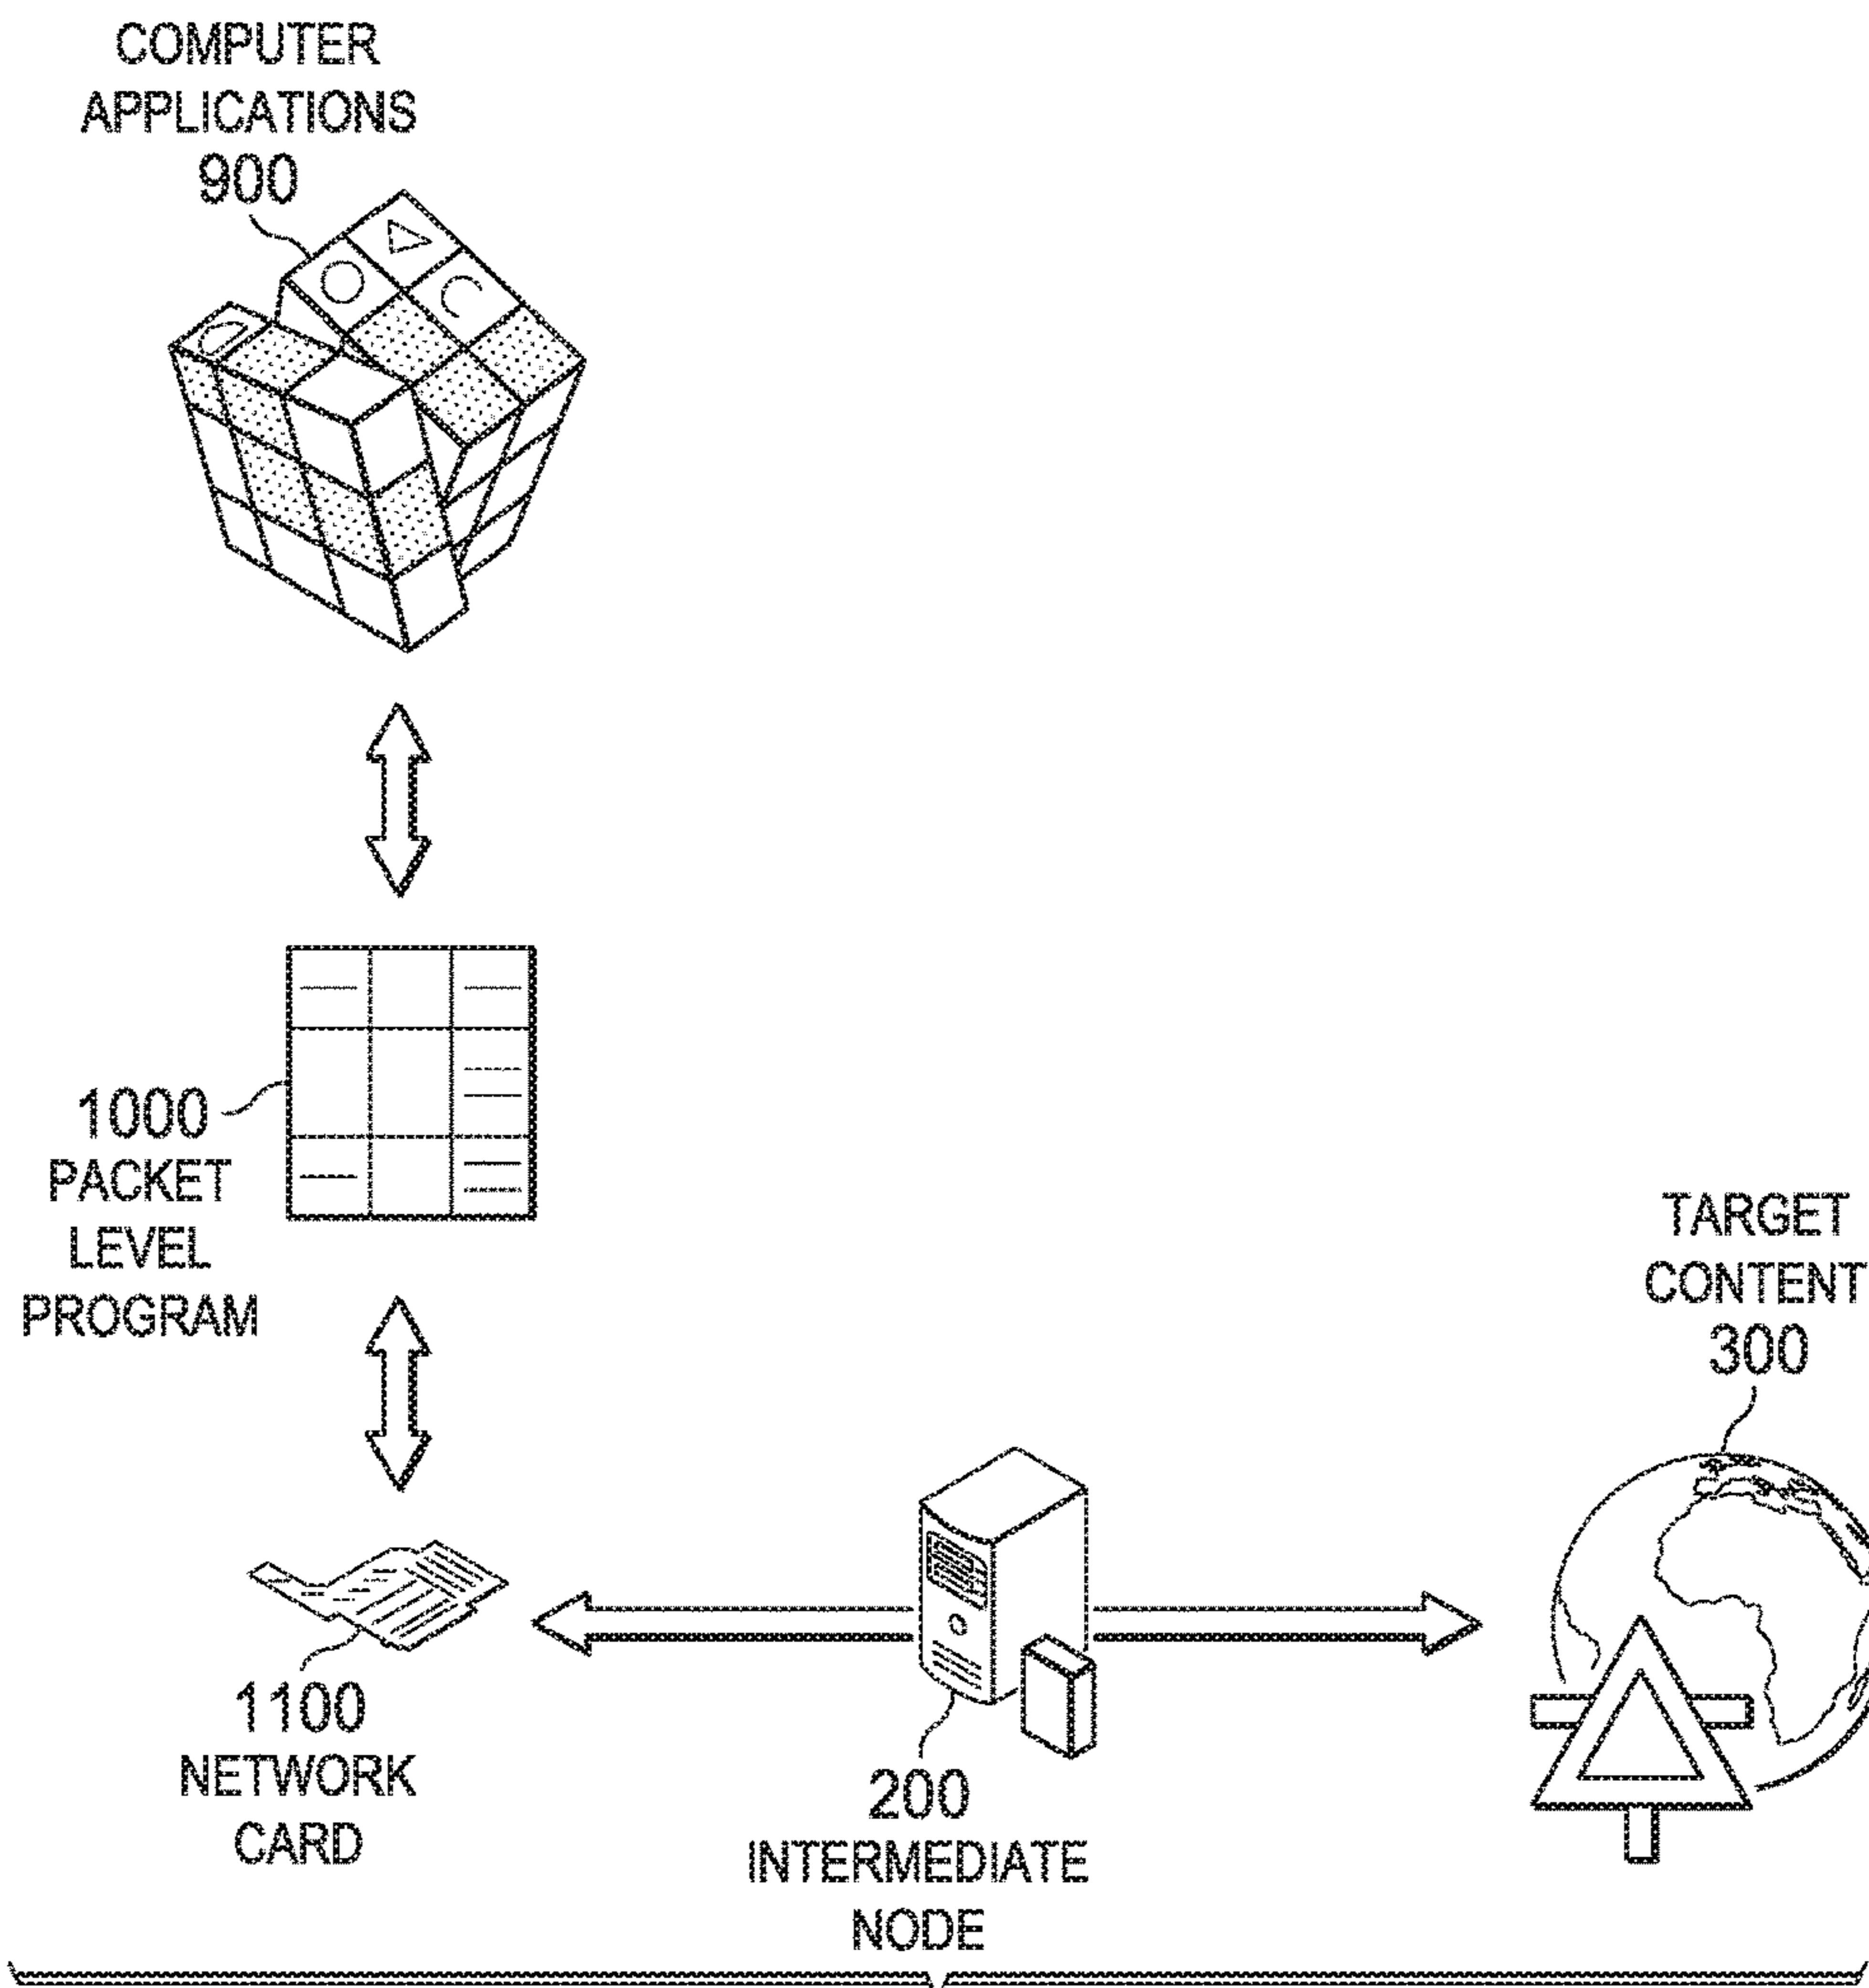 COMPUTER
APPLICATIONS
900
1000
PACKET
LEVEL
PROGRAM
TARGET
CONTENT
300
1100
NETWORK
CARD
200
INTERMEDIATE
NODE